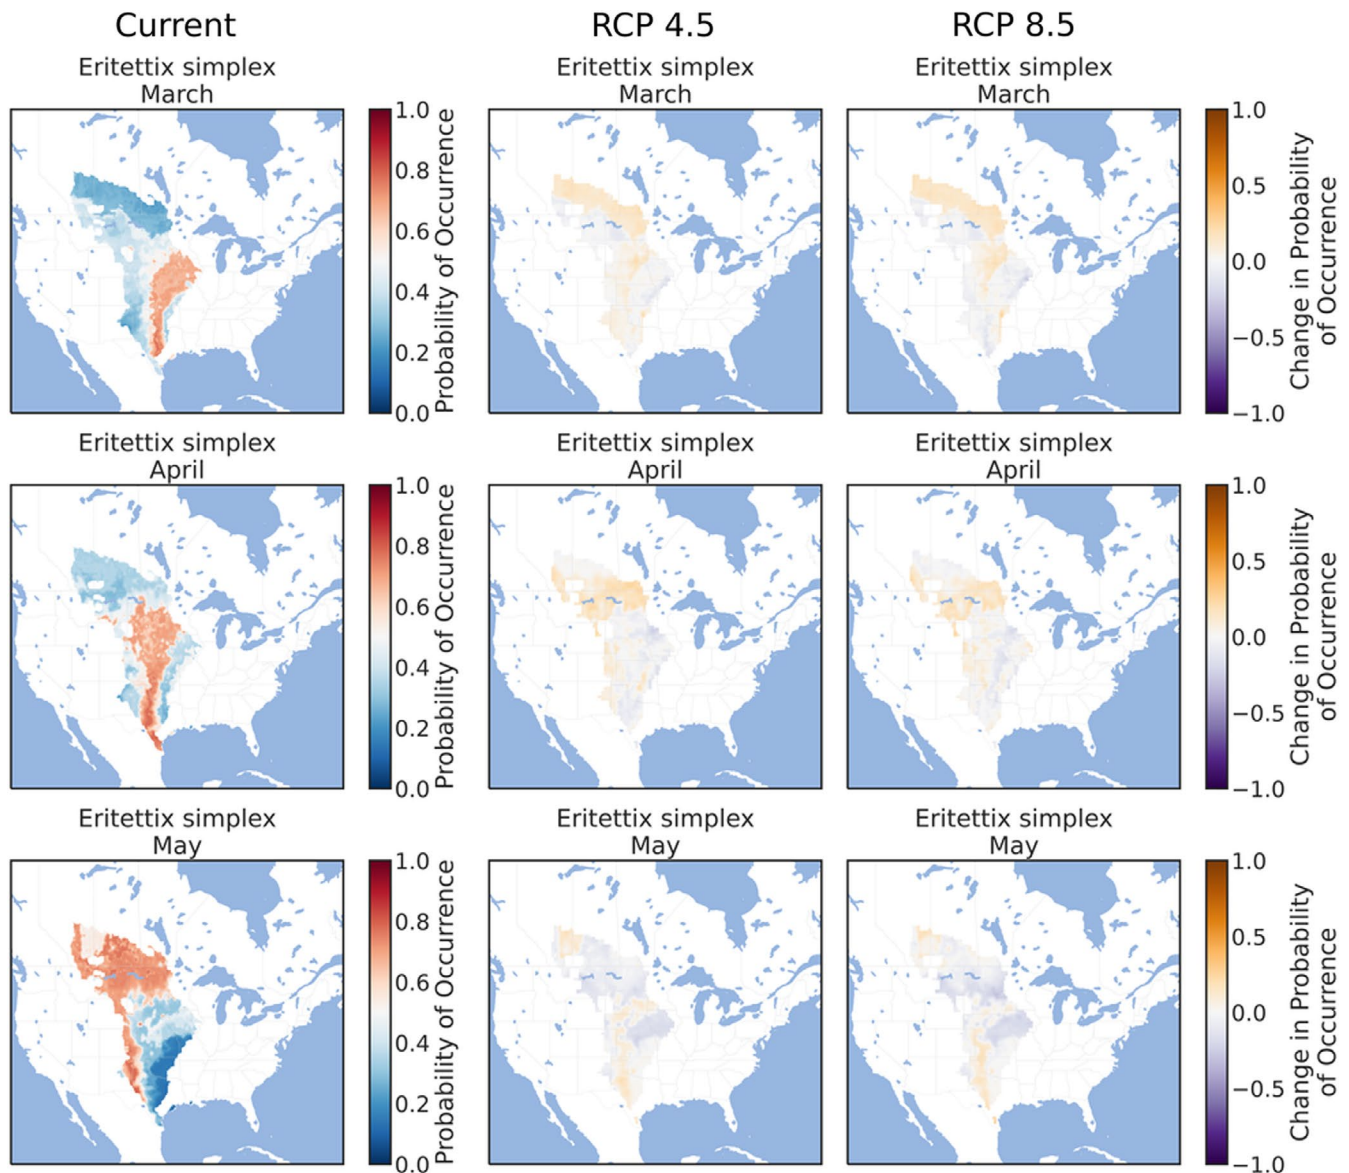 Current
RCP 4.5
RCP 8.5
Eritettix simplex
March
1.0
0.8
0.6
0.4
0.2
0.0
Probability of Occurrence
Eritettix simplex
March
Eritettix simplex
March
1.0
0.5
0.0
−0.5
−1.0
Change in Probability
of Occurrence
Eritettix simplex
April
1.0
0.8
0.6
0.4
0.2
0.0
Probability of Occurrence
Eritettix simplex
April
Eritettix simplex
April
1.0
0.5
0.0
−0.5
−1.0
Change in Probability
of Occurrence
Eritettix simplex
May
1.0
0.8
0.6
0.4
0.2
0.0
Probability of Occurrence
Eritettix simplex
May
Eritettix simplex
May
1.0
0.5
0.0
−0.5
−1.0
Change in Probability
of Occurrence